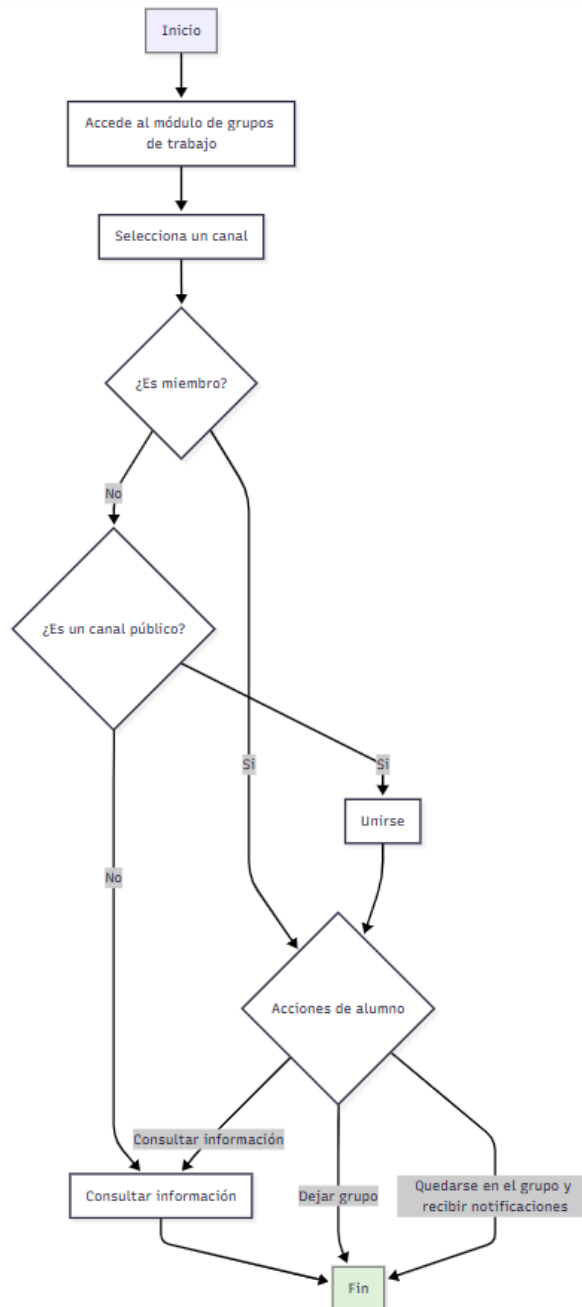 Inicio
Accede al módulo de grupos
de trabajo
Selecciona un canal
¿Es miembro?
No
¿Es un canal público?
Si
Si
Unirse
No
Acciones de alumno
Consultar información
Dejar grupo
Quedarse en el grupo y
recibir notificaciones
Consultar información
Fin